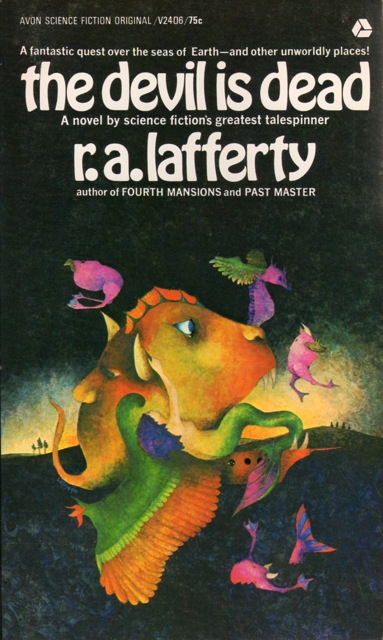 AVON SCIENCE FICTION ORIGINAL/V2406/75c
A fantastic quest over the seas of Earth—and other unworldly places!
the devil is dead
A novel by science fiction's greatest talespinner
r.a.lafferty
author of FOURTH MANSIONS and PAST MASTER